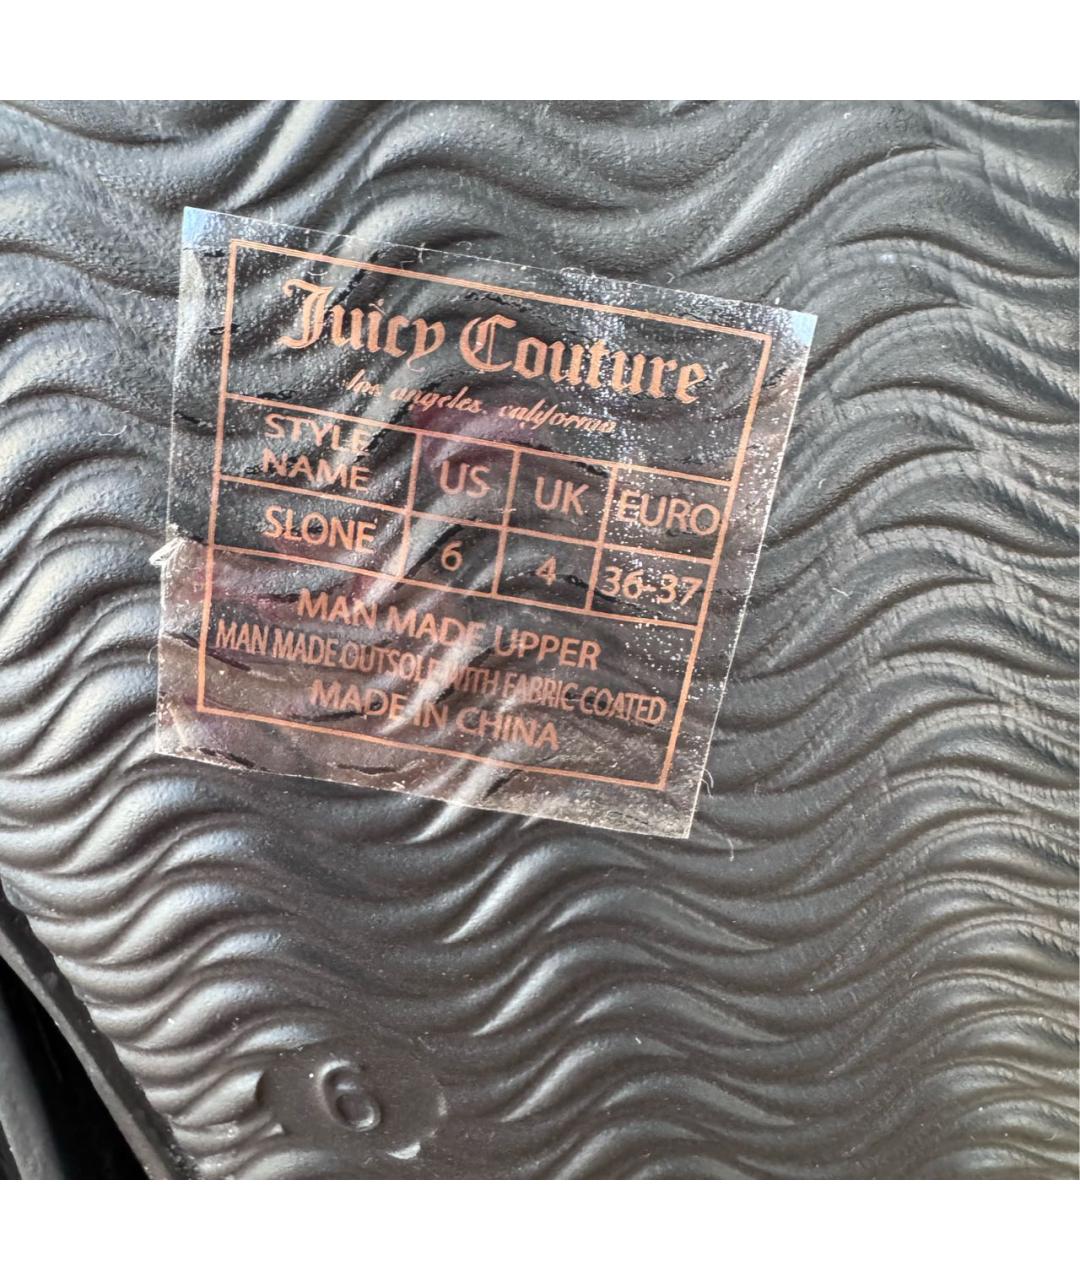 Juicy Couture
los angeles, california
STYLE NAME US UK EURO
SLONE 6 4 36-37
MAN MADE UPPER
MAN MADE OUTSOLE WITH FABRIC COATED
MADE IN CHINA
6